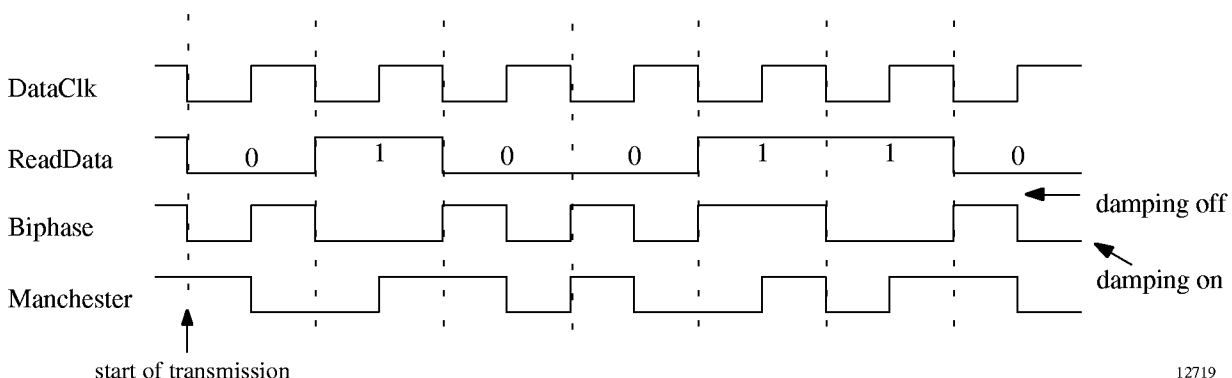 DataClk
ReadData
0 1 0 0 1 1 0
Biphase
damping off
damping on
Manchester
start of transmission
12719